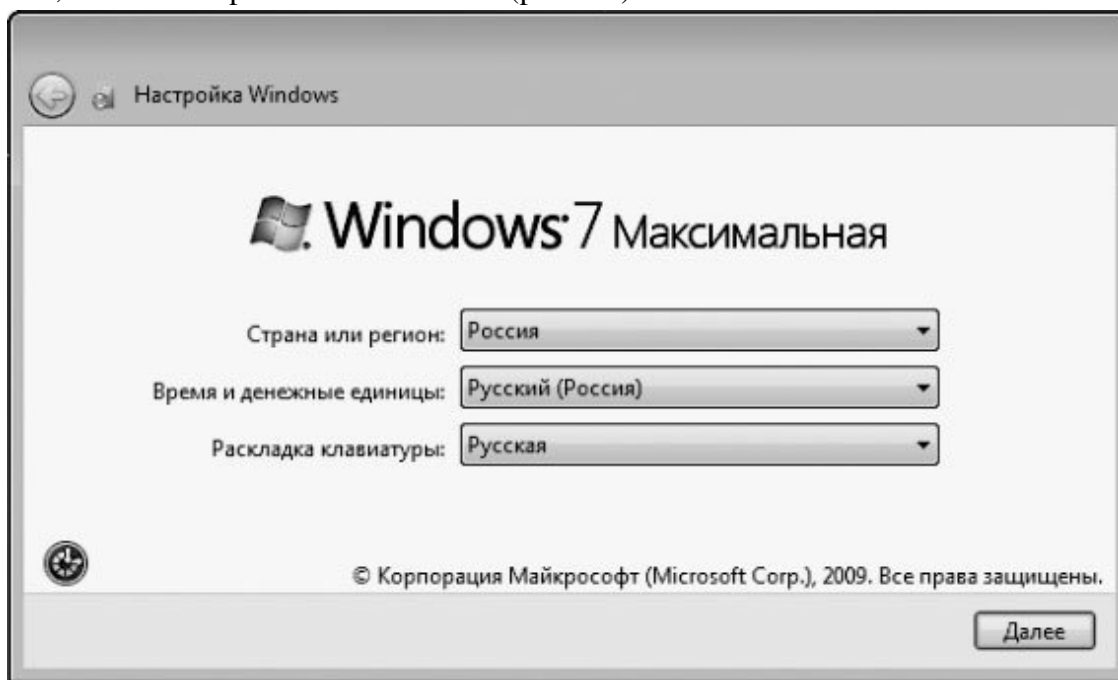 Настройка Windows
Windows 7 Максимальная
Страна или регион: Россия
Время и денежные единицы: Русский (Россия)
Раскладка клавиатуры: Русская
© Корпорация Майкрософт (Microsoft Corp.), 2009. Все права защищены.
Далее